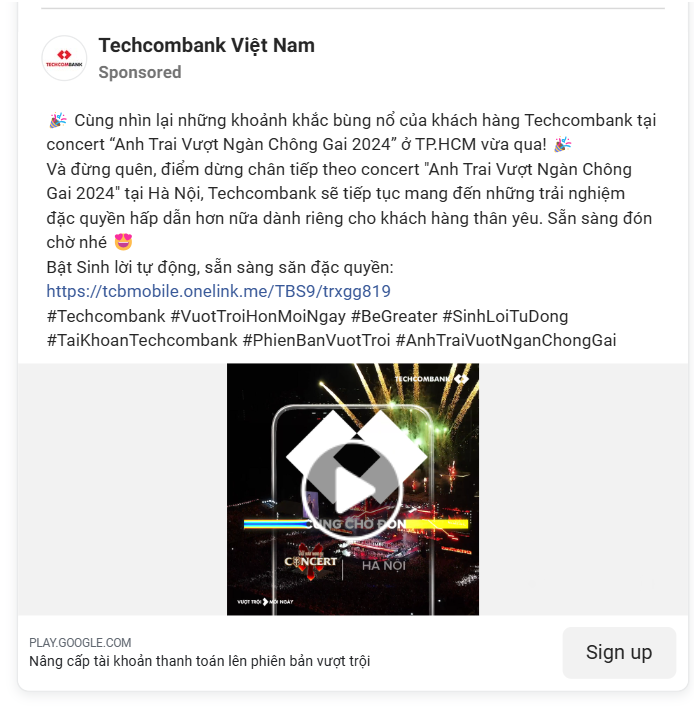 Techcombank Việt Nam
TECHCOMBANK
Sponsored
🎉 Cùng nhìn lại những khoảnh khắc bùng nổ của khách hàng Techcombank tại
concert “Anh Trai Vượt Ngàn Chông Gai 2024” ở TP.HCM vừa qua! 🎉
Và đừng quên, điểm dừng chân tiếp theo concert "Anh Trai Vượt Ngàn Chông
Gai 2024" tại Hà Nội, Techcombank sẽ tiếp tục mang đến những trải nghiệm
đặc quyền hấp dẫn hơn nữa dành riêng cho khách hàng thân yêu. Sẵn sàng đón
chờ nhé 😍
Bật Sinh lời tự động, sẵn sàng săn đặc quyền:
https://tcbmobile.onelink.me/TBS9/trxgg819
#Techcombank #VuotTroiHonMoiNgay #BeGreater #SinhLoiTuDong
#TaiKhoanTechcombank #PhienBanVuotTroi #AnhTraiVuotNganChongGai
TECHCOMBANK
CÙNG CHỜ ĐÓN
CONCERT
HÀ NỘI
VƯỢT TRỘI MỖI NGÀY
PLAY.GOOGLE.COM
Nâng cấp tài khoản thanh toán lên phiên bản vượt trội
Sign up